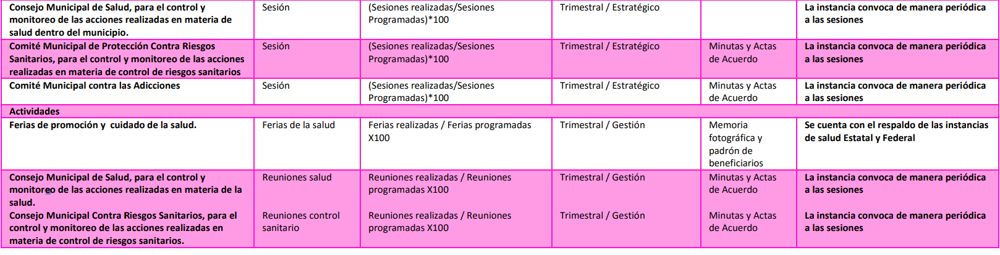 Consejo Municipal de Salud, para el control y
monitoreo de las acciones realizadas en materia de
salud dentro del municipio.
Sesión
(Sesiones realizadas/Sesiones
Programadas)*100
Trimestral / Estratégico
La instancia convoca de manera periódica
a las sesiones
Comité Municipal de Protección Contra Riesgos
Sanitarios, para el control y monitoreo de las acciones
realizadas en materia de control de riesgos sanitarios
Sesión
(Sesiones realizadas/Sesiones
Programadas)*100
Trimestral / Estratégico
Minutas y Actas
de Acuerdo
La instancia convoca de manera periódica
a las sesiones
Comité Municipal contra las Adicciones
Sesión
(Sesiones realizadas/Sesiones
Programadas)*100
Trimestral / Estratégico
Minutas y Actas
de Acuerdo
La instancia convoca de manera periódica
a las sesiones
Actividades
Ferias de promoción y  cuidado de la salud.
Ferias de la salud
Ferias realizadas / Ferias programadas
X100
Trimestral / Gestión
Memoria
fotográfica y
padrón de
beneficiarios
Se cuenta con el respaldo de las instancias
de salud Estatal y Federal
Consejo Municipal de Salud, para el control y
monitoreo de las acciones realizadas en materia de la
salud.
Reuniones salud
Reuniones realizadas / Reuniones
programadas X100
Trimestral / Gestión
Minutas y Actas
de Acuerdo
La instancia convoca de manera periódica
a las sesiones
Consejo Municipal Contra Riesgos Sanitarios, para el
control y monitoreo de las acciones realizadas en
materia de control de riesgos sanitarios.
Reuniones control
sanitario
Reuniones realizadas / Reuniones
programadas X100
Trimestral / Gestión
Minutas y Actas
de Acuerdo
La instancia convoca de manera periódica
a las sesiones